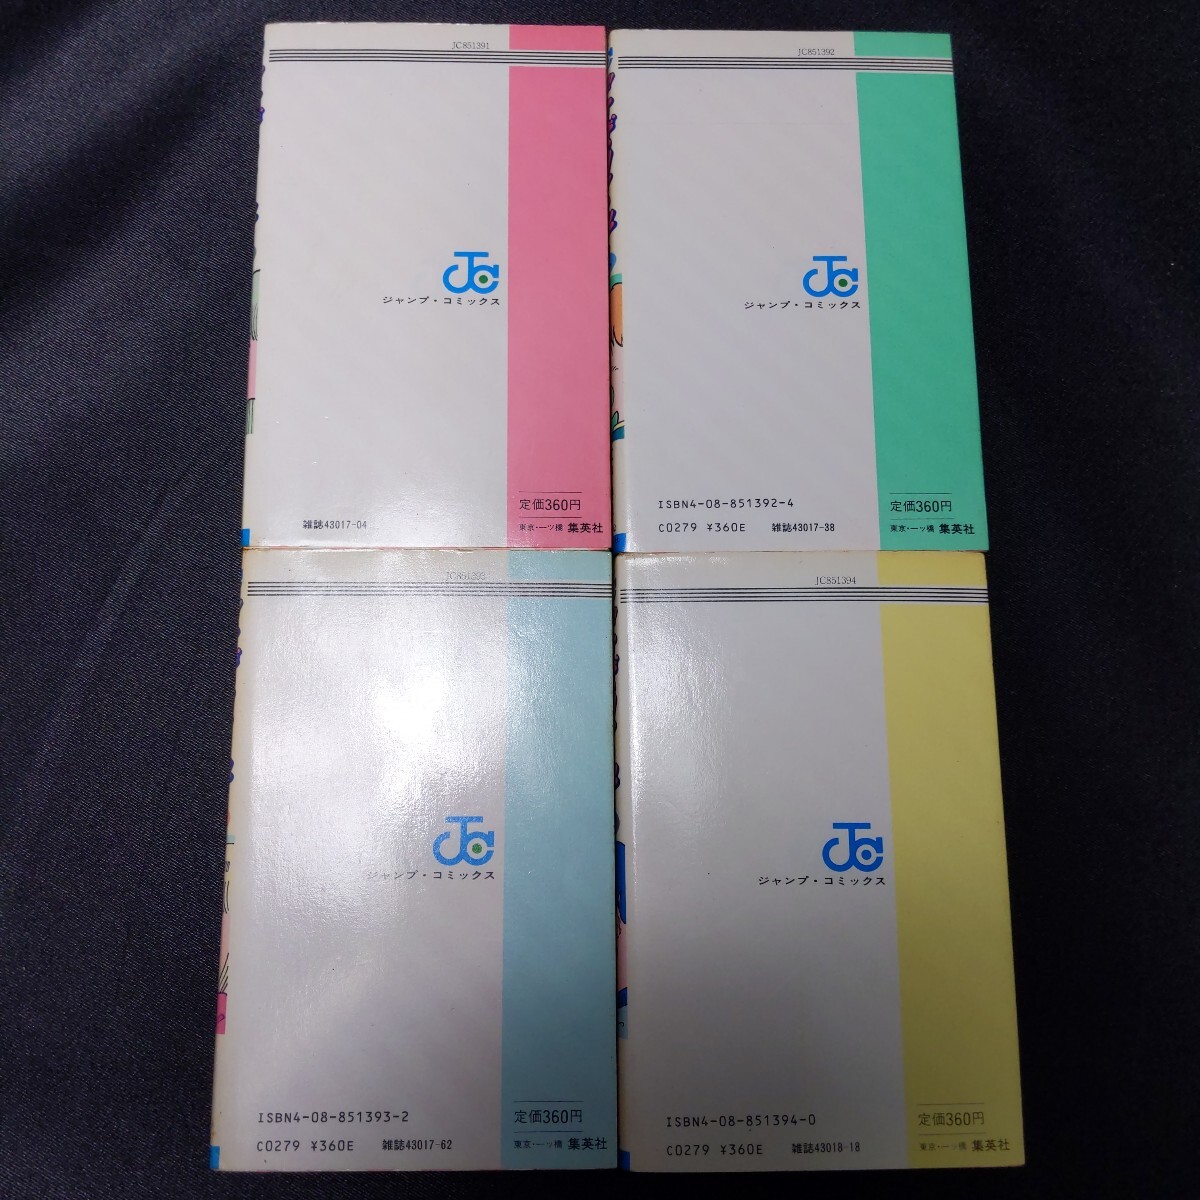 JC851391
JC
ジャンプ・コミックス
定価360円
雑誌43017-04
東京・一ツ橋 集英社
JC851392
JC
ジャンプ・コミックス
ISBN4-08-851392-4
定価360円
C0279 ¥360E 雑誌43017-38
東京・一ツ橋 集英社
JC851393
JC
ジャンプ・コミックス
ISBN4-08-851393-2
定価360円
C0279 ¥360E 雑誌43017-62
東京・一ツ橋 集英社
JC851394
JC
ジャンプ・コミックス
ISBN4-08-851394-0
定価360円
C0279 ¥360E 雑誌43018-18
東京・一ツ橋 集英社